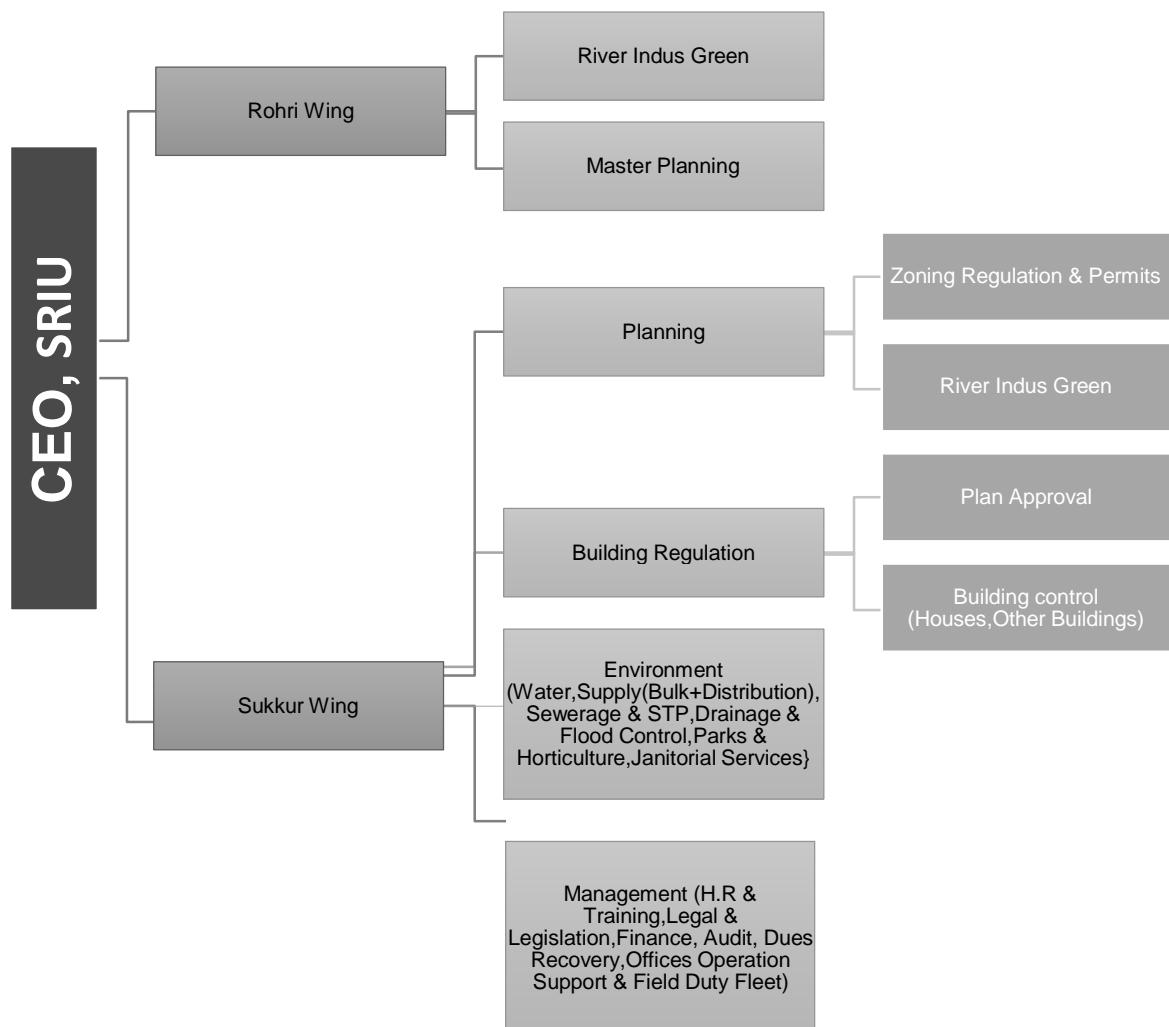 CEO, SRIU
Rohri Wing
River Indus Green
Master Planning
Sukkur Wing
Planning
Zoning Regulation & Permits
River Indus Green
Building Regulation
Plan Approval
Building control
(Houses,Other Buildings)
Environment
(Water,Supply(Bulk+Distribution),
Sewerage & STP,Drainage &
Flood Control,Parks &
Horticulture,Janitorial Services}
Management (H.R &
Training,Legal &
Legislation,Finance, Audit, Dues
Recovery,Offices Operation
Support & Field Duty Fleet)